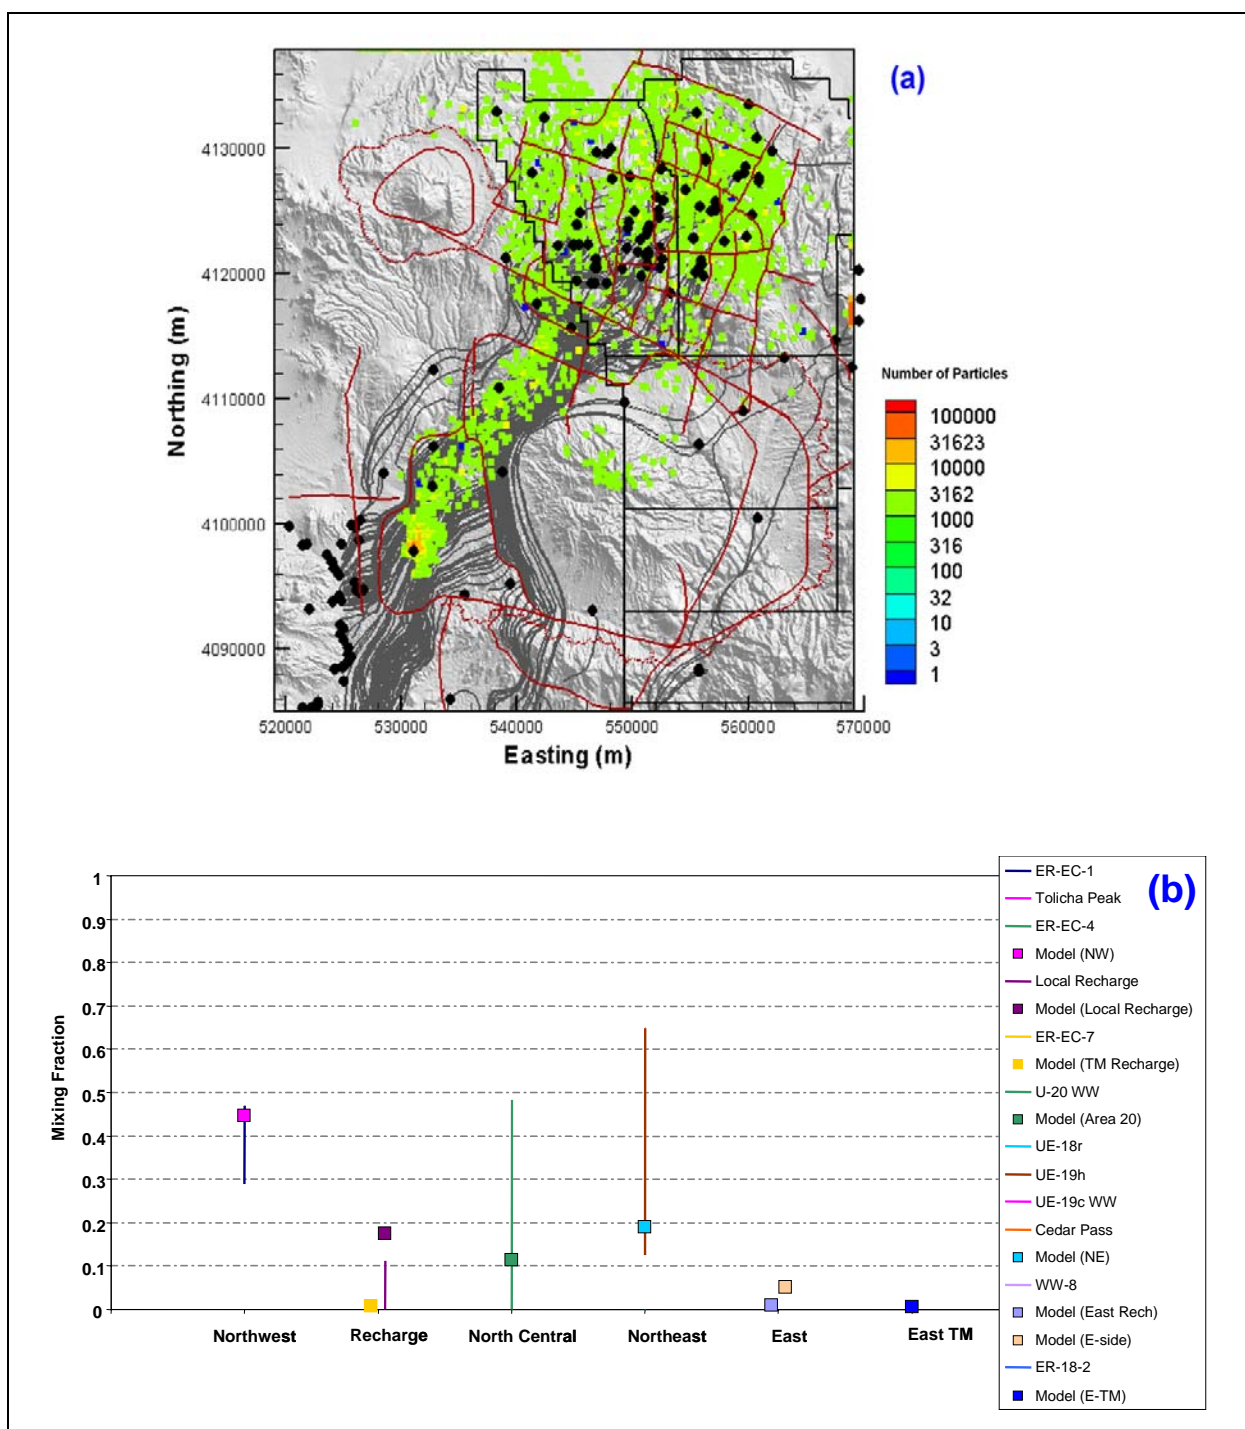 (a)
Northing (m)
4130000
4120000
4110000
4100000
4090000
520000 530000 540000 550000 560000 570000
Easting (m)
Number of Particles
100000
31623
10000
3162
1000
316
100
32
10
3
1
(b)
Mixing Fraction
1
0.9
0.8
0.7
0.6
0.5
0.4
0.3
0.2
0.1
0
Northwest Recharge North Central Northeast East East TM
ER-EC-1
Tolicha Peak
ER-EC-4
Model (NW)
Local Recharge
Model (Local Recharge)
ER-EC-7
Model (TM Recharge)
U-20 WW
Model (Area 20)
UE-18r
UE-19h
UE-19c WW
Cedar Pass
Model (NE)
WW-8
Model (East Rech)
Model (E-side)
ER-18-2
Model (E-TM)